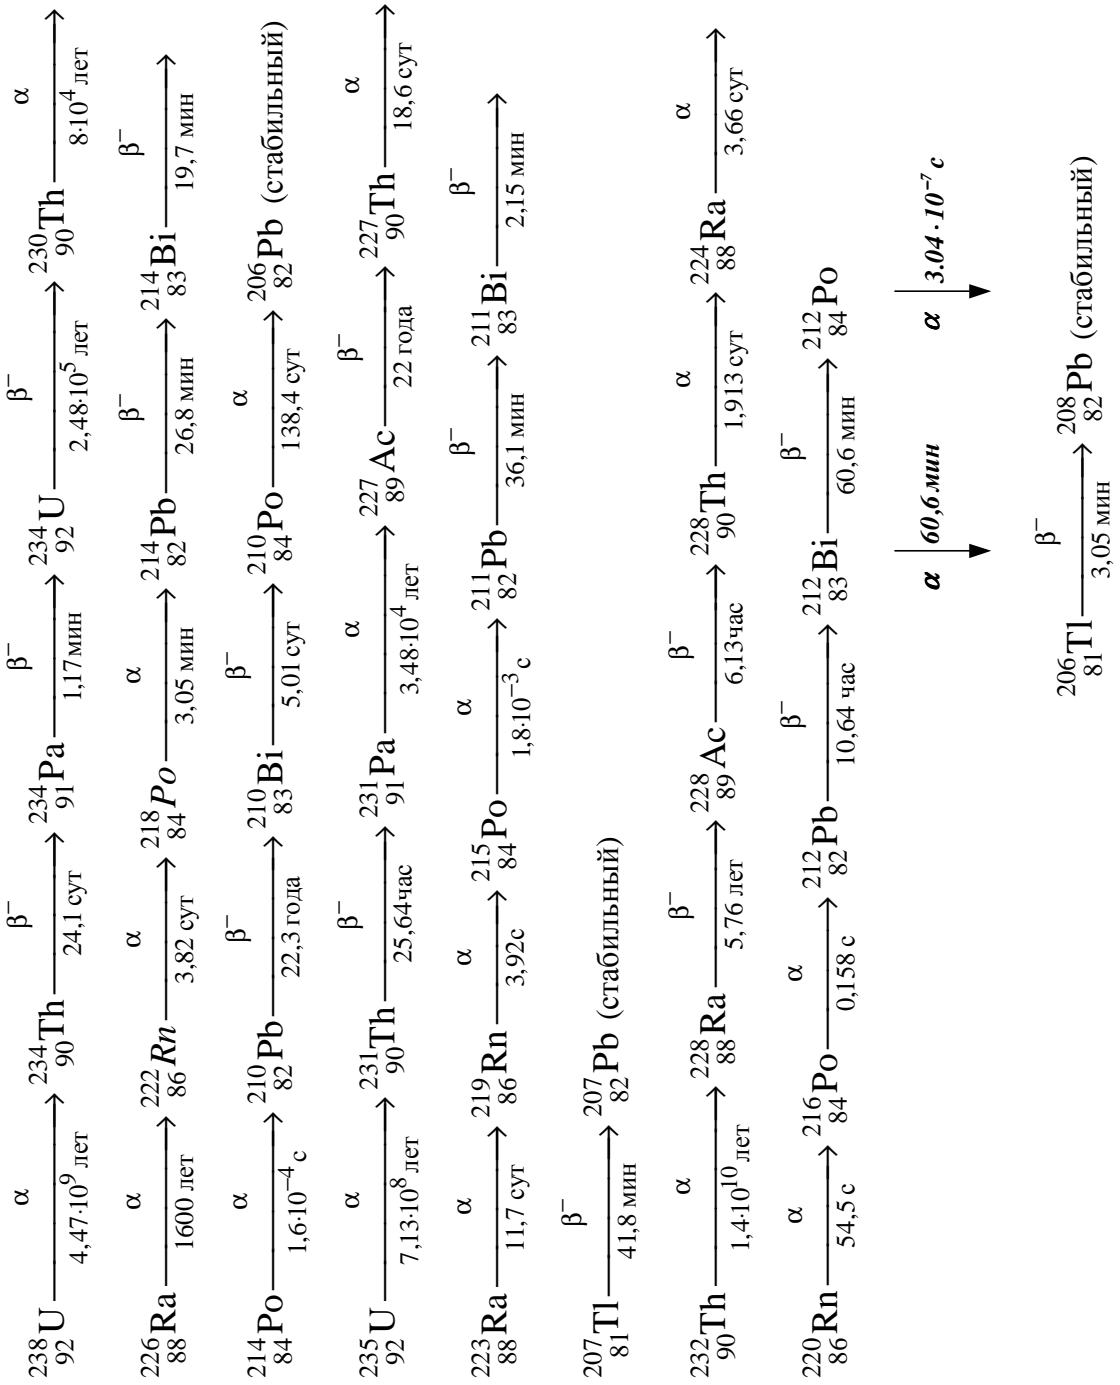 ²³⁸₉₂U —α / 4,47·10⁹ лет→ ²³⁴₉₀Th —β⁻ / 24,1 сут→ ²³⁴₉₁Pa —β⁻ / 1,17мин→ ²³⁴₉₂U —β⁻ / 2,48·10⁵ лет→ ²³⁰₉₀Th —α / 8·10⁴ лет→
²²⁶₈₈Ra —α / 1600 лет→ ²²²₈₆Rn —α / 3,82 сут→ ²¹⁸₈₄Po —α / 3,05 мин→ ²¹⁴₈₂Pb —β⁻ / 26,8 мин→ ²¹⁴₈₃Bi —β⁻ / 19,7 мин→
²¹⁴₈₄Po —α / 1,6·10⁻⁴ с→ ²¹⁰₈₂Pb —β⁻ / 22,3 года→ ²¹⁰₈₃Bi —β⁻ / 5,01 сут→ ²¹⁰₈₄Po —α / 138,4 сут→ ²⁰⁶₈₂Pb (стабильный)
²³⁵₉₂U —α / 7,13·10⁸ лет→ ²³¹₉₀Th —β⁻ / 25,64час→ ²³¹₉₁Pa —α / 3,48·10⁴ лет→ ²²⁷₈₉Ac —β⁻ / 22 года→ ²²⁷₉₀Th —α / 18,6 сут→
²²³₈₈Ra —α / 11,7 сут→ ²¹⁹₈₆Rn —α / 3,92с→ ²¹⁵₈₄Po —α / 1,8·10⁻³ с→ ²¹¹₈₂Pb —β⁻ / 36,1 мин→ ²¹¹₈₃Bi —β⁻ / 2,15 мин→
²⁰⁷₈₁Tl —β⁻ / 41,8 мин→ ²⁰⁷₈₂Pb (стабильный)
²³²₉₀Th —α / 1,4·10¹⁰ лет→ ²²⁸₈₈Ra —β⁻ / 5,76 лет→ ²²⁸₈₉Ac —β⁻ / 6,13час→ ²²⁸₉₀Th —α / 1,913 сут→ ²²⁴₈₈Ra —α / 3,66 сут→
²²⁰₈₆Rn —α / 54,5 с→ ²¹⁶₈₄Po —α / 0,158 с→ ²¹²₈₂Pb —β⁻ / 10,64 час→ ²¹²₈₃Bi —β⁻ / 60,6 мин→ ²¹²₈₄Po
α 60,6 мин α 3.04·10⁻⁷ с
²⁰⁶₈₁Tl —β⁻ / 3,05 мин→ ²⁰⁸₈₂Pb (стабильный)